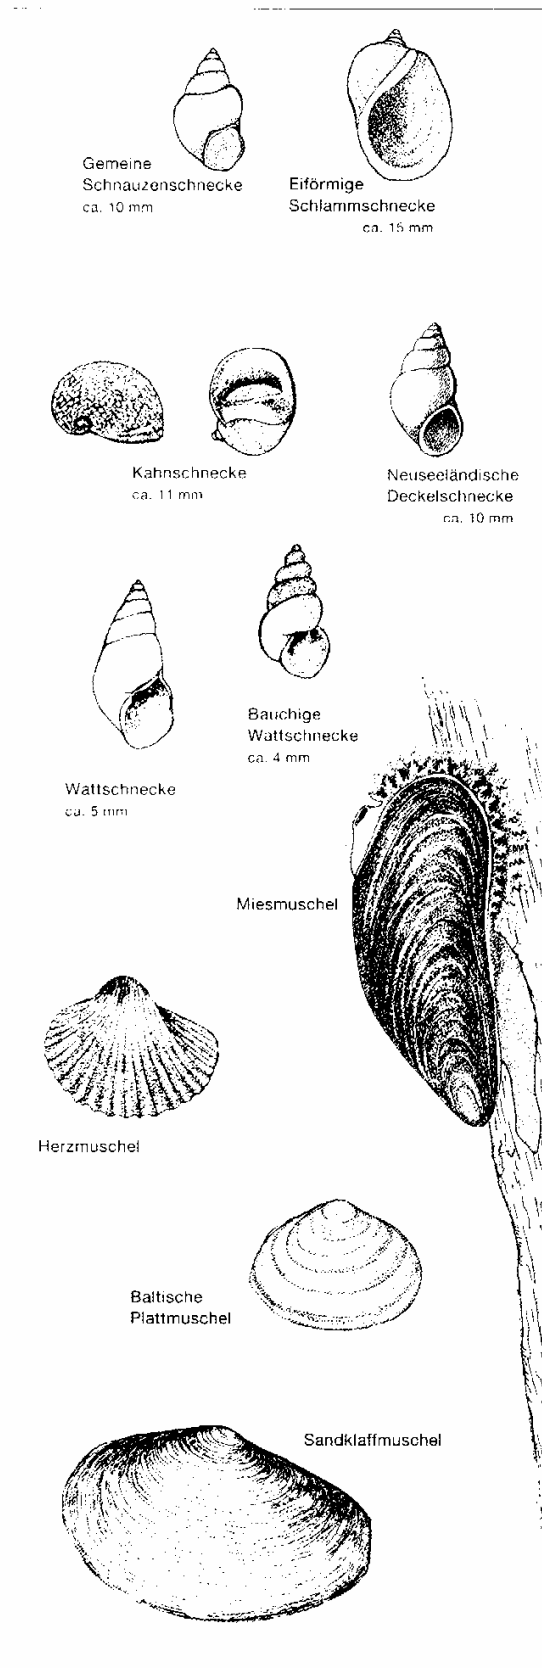 Gemeine
Schnauzenschnecke
ca. 10 mm
Eiförmige
Schlammschnecke
ca. 15 mm
Kahnschnecke
ca. 11 mm
Neuseeländische
Deckelschnecke
ca. 10 mm
Bauchige
Wattschnecke
ca. 4 mm
Wattschnecke
ca. 5 mm
Miesmuschel
Herzmuschel
Baltische
Plattmuschel
Sandklaffmuschel